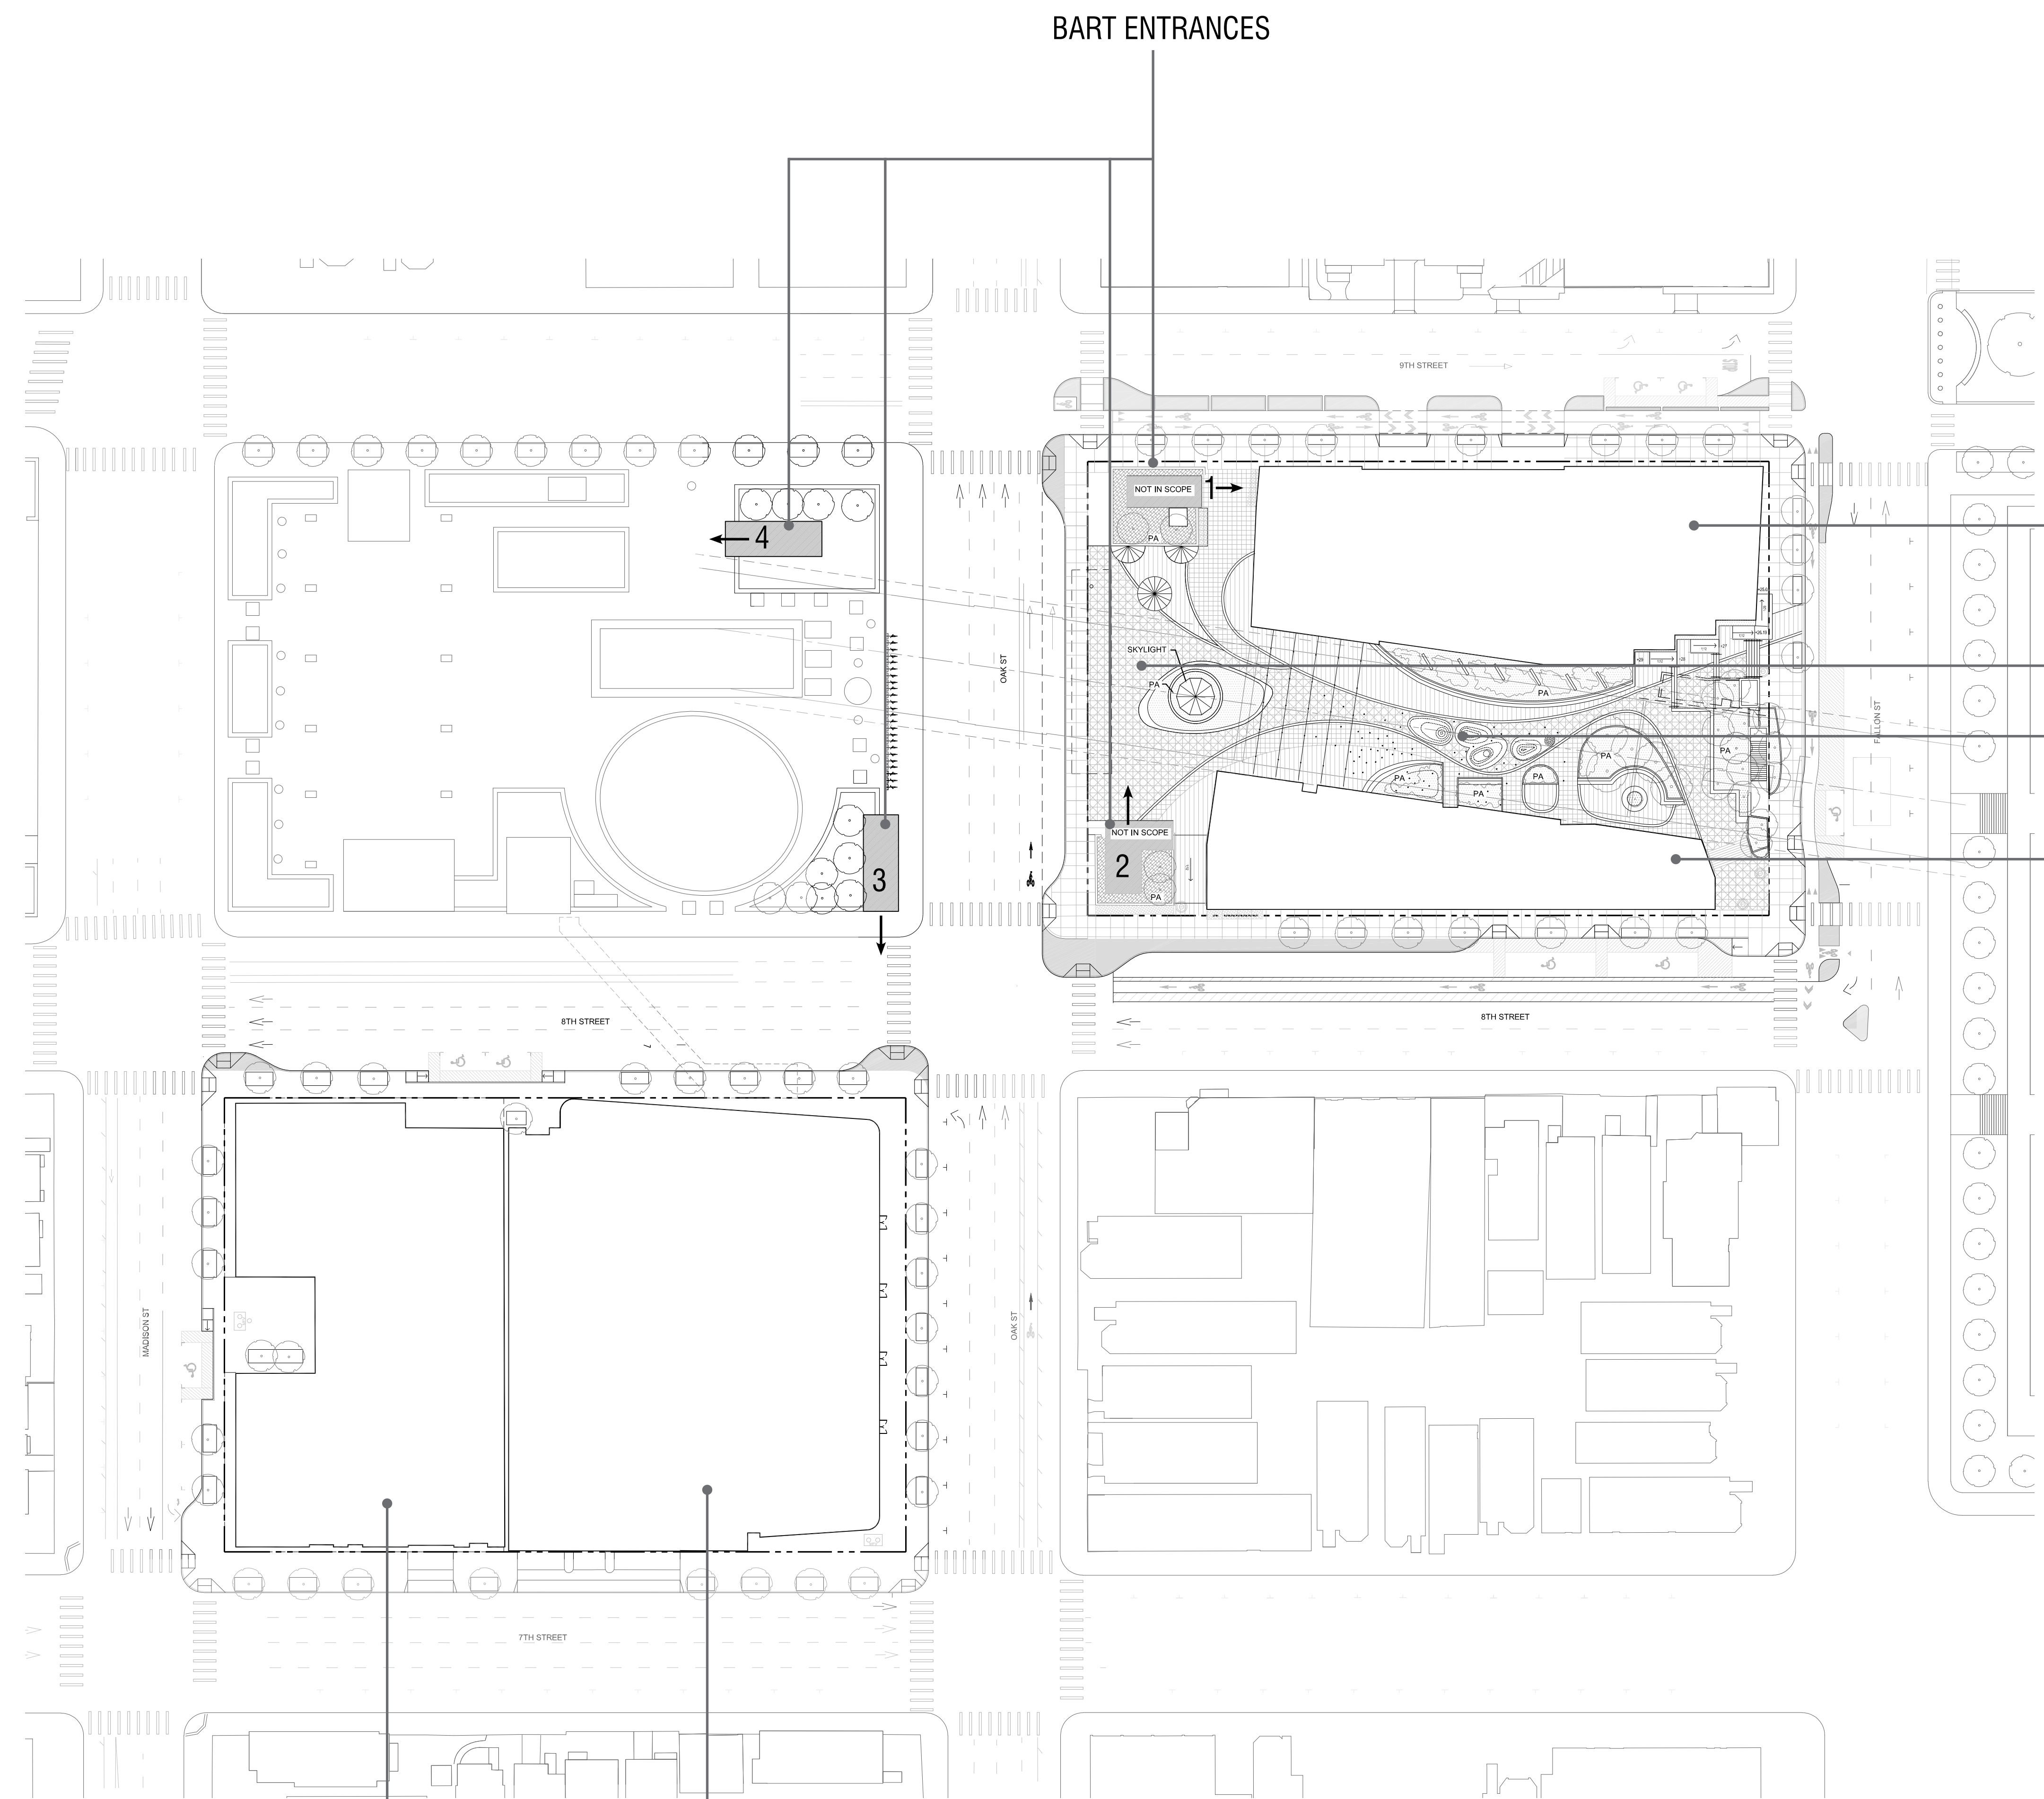 BART ENTRANCES
9TH STREET
NOT IN SCOPE
1
4
PA
OAK ST
SKYLIGHT
PA
PA
PA
PA
PA
PA
PA
FALLON ST
NOT IN SCOPE
2
PA
3
8TH STREET
8TH STREET
MADISON ST
OAK ST
7TH STREET